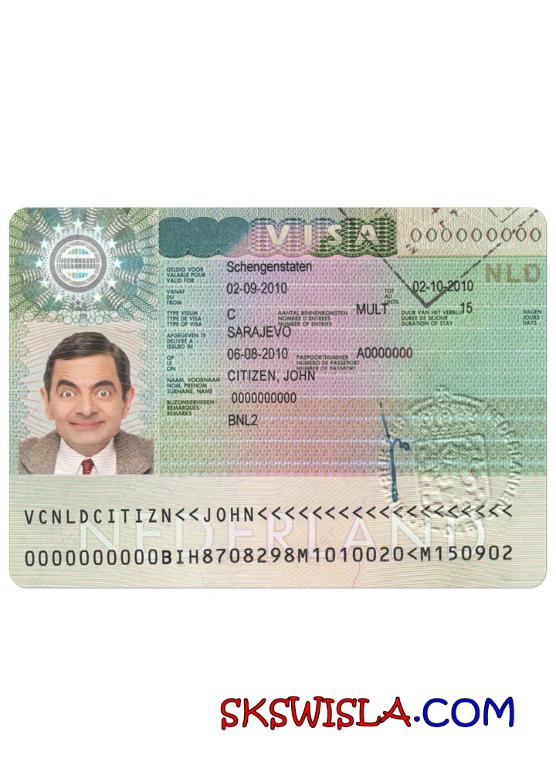 VISA
000000000
NLD
GELDIG VOOR
VALABLE POUR
VALID FOR
Schengenstaten
VANAF
DU
FROM
02-09-2010
TOT
AU
UNTIL
02-10-2010
TYPE VISUM
TYPE DE VISA
TYPE OF VISA
C
AANTAL BINNENKOMSTEN
NOMBRE D'ENTREES
NUMBER OF ENTRIES
MULT
DUUR VAN HET VERBLIJF
DUREE DE SEJOUR
DURATION OF STAY
15
DAGEN
JOURS
DAYS
AFGEGEVEN TE
DELIVRE A
ISSUED IN
SARAJEVO
OP
LE
ON
06-08-2010
PASPOORTNUMMER
NUMERO DE PASSEPORT
NUMBER OF PASSPORT
A0000000
NAAM, VOORNAAM
NOM, PRENOM
SURNAME, NAME
CITIZEN, JOHN
BIJZONDERHEDEN
REMARQUES
REMARKS
0000000000
BNL2
NEDERLAND
VCNLDCITIZN<<JOHN<<<<<<<<<<<<<<<<<<<
0000000000BIH8708298M1010020<M150902
SKSWISLA.COM